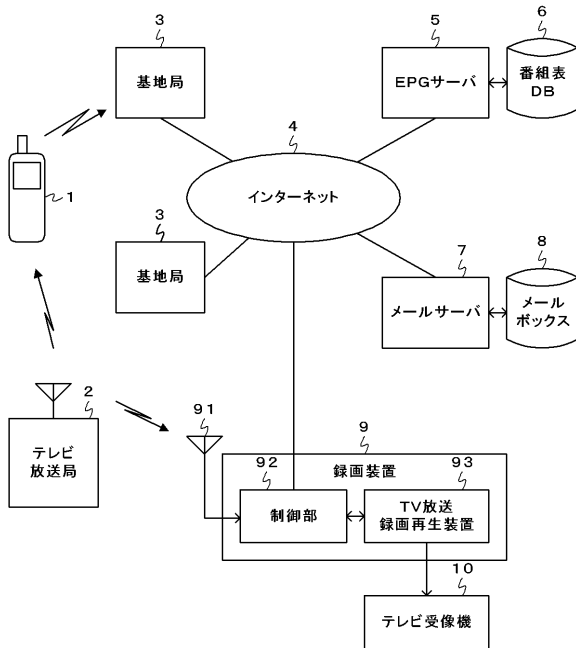 3
基地局
5
EPGサーバ
6
番組表
DB
1
4
インターネット
3
基地局
7
メールサーバ
8
メール
ボックス
2
テレビ
放送局
91
9
録画装置
92
制御部
93
TV放送
録画再生装置
10
テレビ受像機